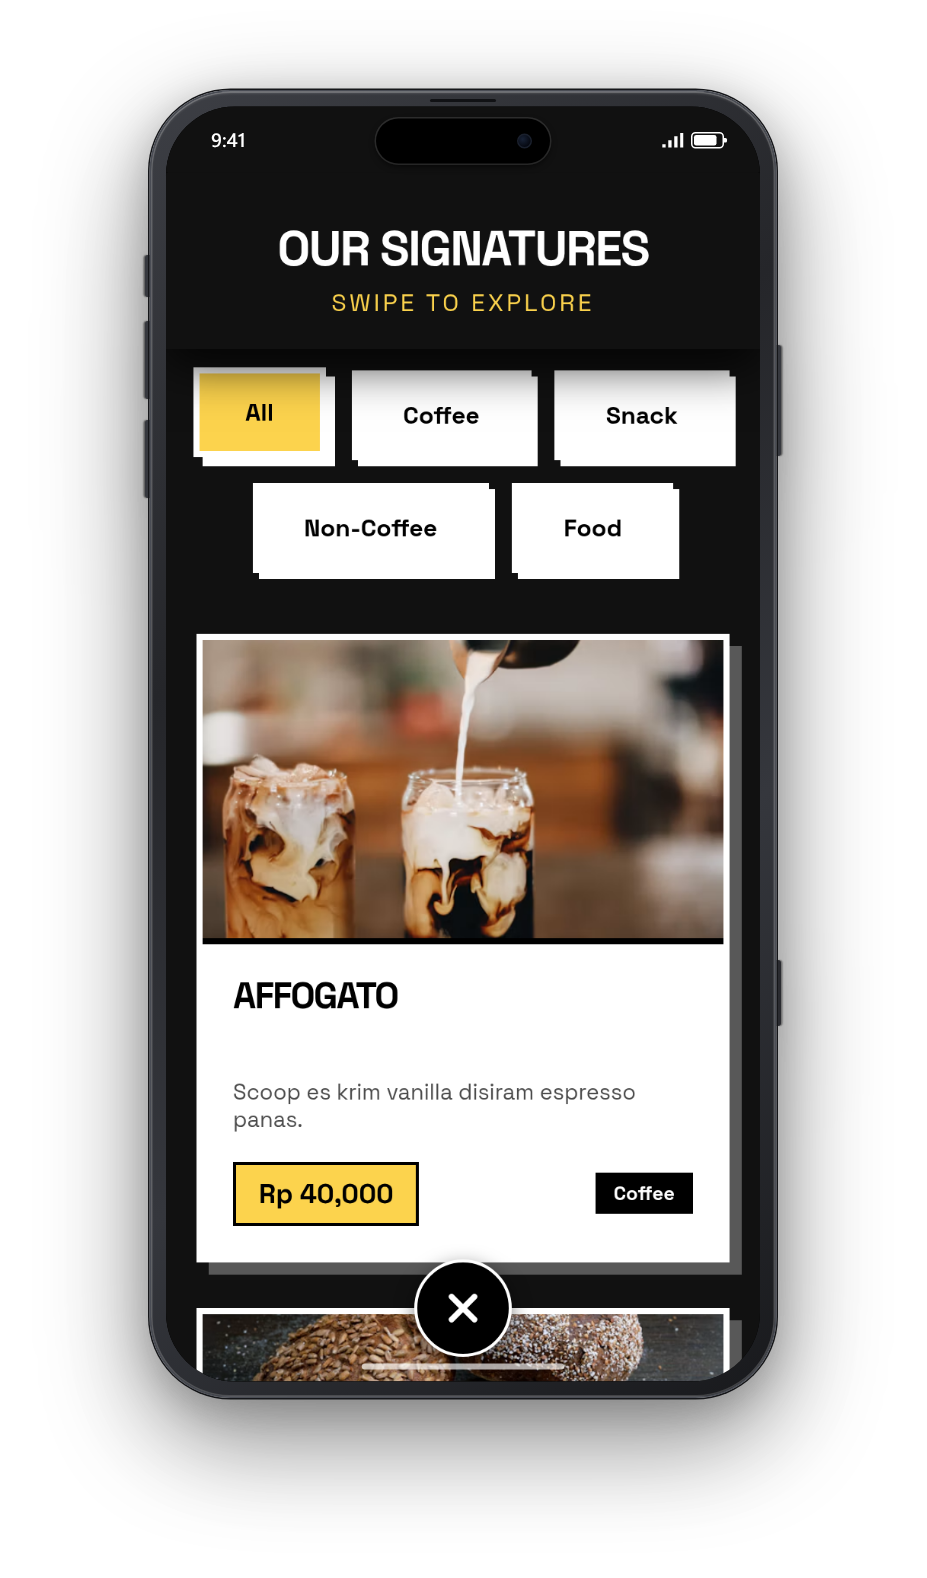 9:41
OUR SIGNATURES
SWIPE TO EXPLORE
All
Coffee
Snack
Non-Coffee
Food
AFFOGATO
Scoop es krim vanilla disiram espresso
panas.
Rp 40,000
Coffee